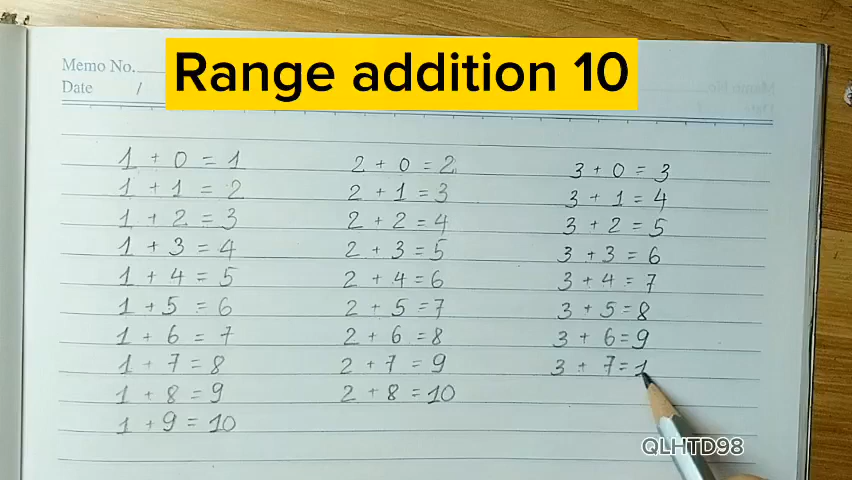 Memo No.
Date /
Range addition 10
1 + 0 = 1
1 + 1 = 2
1 + 2 = 3
1 + 3 = 4
1 + 4 = 5
1 + 5 = 6
1 + 6 = 7
1 + 7 = 8
1 + 8 = 9
1 + 9 = 10
2 + 0 = 2
2 + 1 = 3
2 + 2 = 4
2 + 3 = 5
2 + 4 = 6
2 + 5 = 7
2 + 6 = 8
2 + 7 = 9
2 + 8 = 10
3 + 0 = 3
3 + 1 = 4
3 + 2 = 5
3 + 3 = 6
3 + 4 = 7
3 + 5 = 8
3 + 6 = 9
3 + 7 = 1
QLHTD98